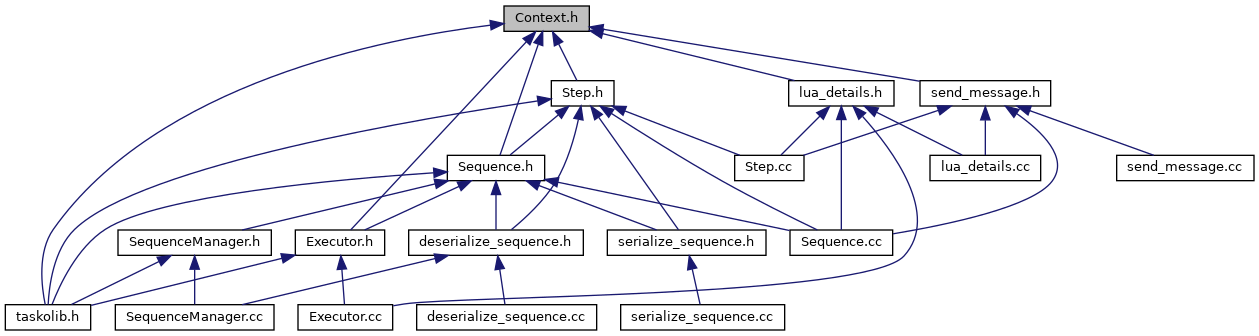 Context.h
Step.h
lua_details.h
send_message.h
Sequence.h
Step.cc
lua_details.cc
send_message.cc
SequenceManager.h
Executor.h
deserialize_sequence.h
serialize_sequence.h
Sequence.cc
taskolib.h
SequenceManager.cc
Executor.cc
deserialize_sequence.cc
serialize_sequence.cc